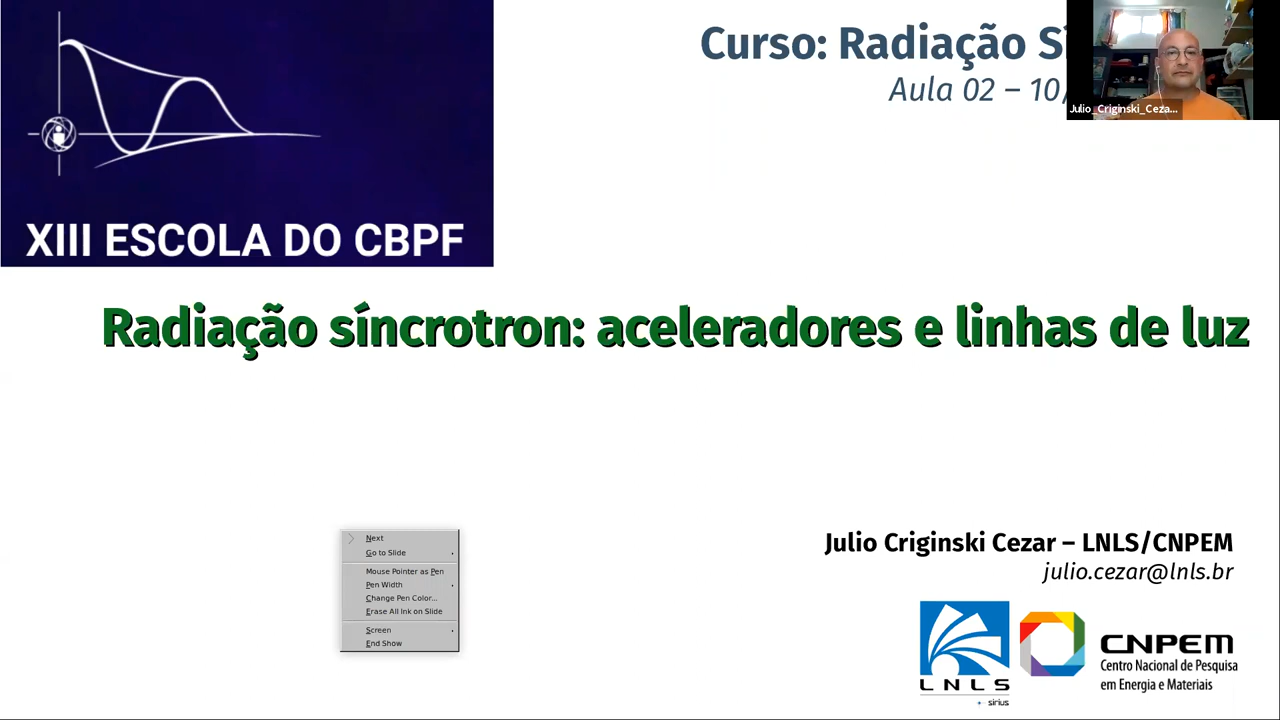 Curso: Radiação
Aula 02 – 10/
Julio_Criginski_Ceza...
XIII ESCOLA DO CBPF
Radiação síncrotron: aceleradores e linhas de luz
Next
Go to Slide
Mouse Pointer as Pen
Pen Width
Change Pen Color...
Erase All Ink on Slide
Screen
End Show
Julio Criginski Cezar – LNLS/CNPEM
julio.cezar@lnls.br
LNLS
sirius
CNPEM
Centro Nacional de Pesquisa
em Energia e Materiais